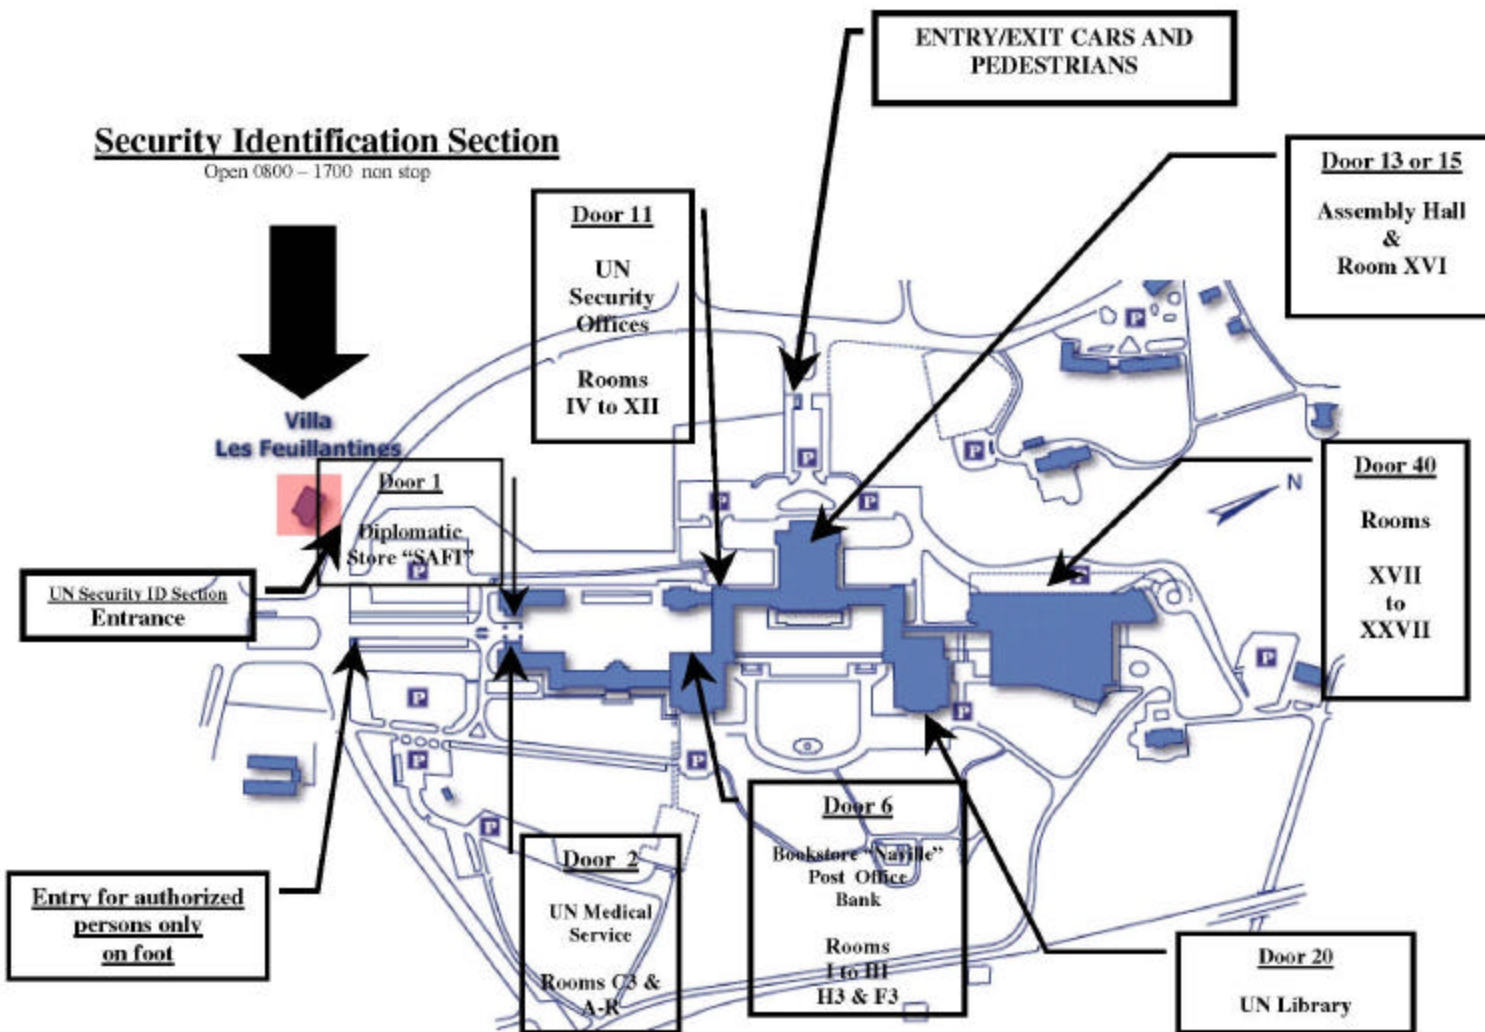 ENTRY/EXIT CARS AND
PEDESTRIANS
Security Identification Section
Open 0800 – 1700 non stop
Door 13 or 15
Assembly Hall
&
Room XVI
Door 11
UN
Security
Offices
Rooms
IV to XII
Villa
Les Feuillantines
Door 1
Diplomatic
Store “SAFI”
Door 40
Rooms
XVII
to
XXVII
N
UN Security ID Section
Entrance
P
P
P
P
P
P
P
P
P
P
P
P
P
Entry for authorized
persons only
on foot
Door 2
UN Medical
Service
Rooms C3 &
A-R
Door 6
Bookstore “Naville”
Post Office
Bank
Rooms
I to III
H3 & F3
Door 20
UN Library